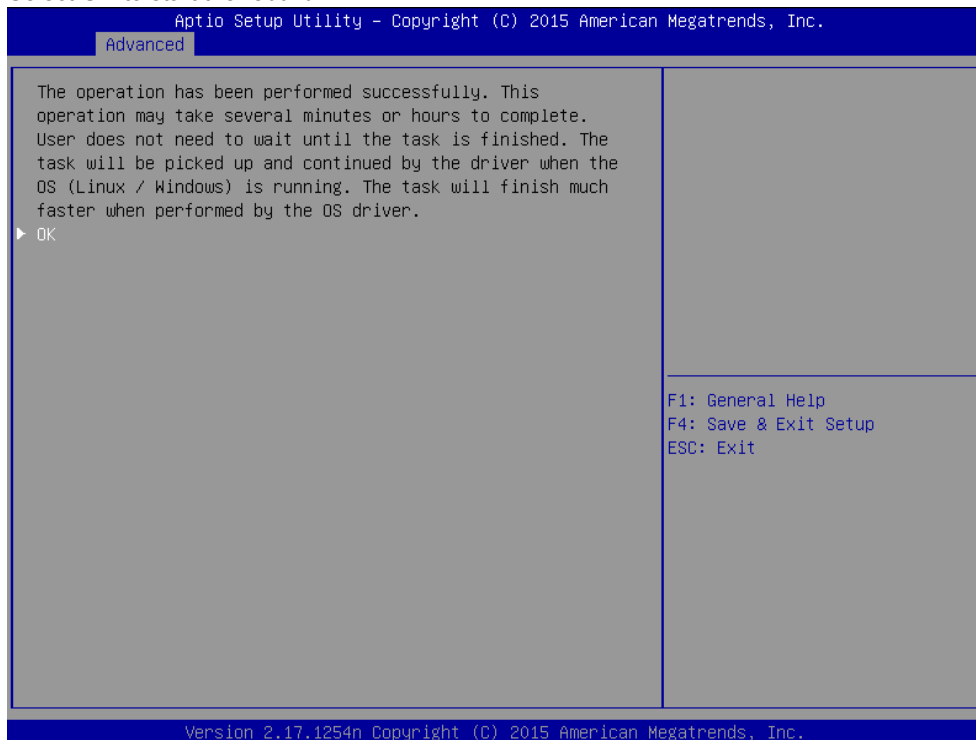 Aptio Setup Utility – Copyright (C) 2015 American Megatrends, Inc.
Advanced
The operation has been performed successfully. This
operation may take several minutes or hours to complete.
User does not need to wait until the task is finished. The
task will be picked up and continued by the driver when the
OS (Linux / Windows) is running. The task will finish much
faster when performed by the OS driver.
OK
F1: General Help
F4: Save & Exit Setup
ESC: Exit
Version 2.17.1254n Copyright (C) 2015 American Megatrends, Inc.